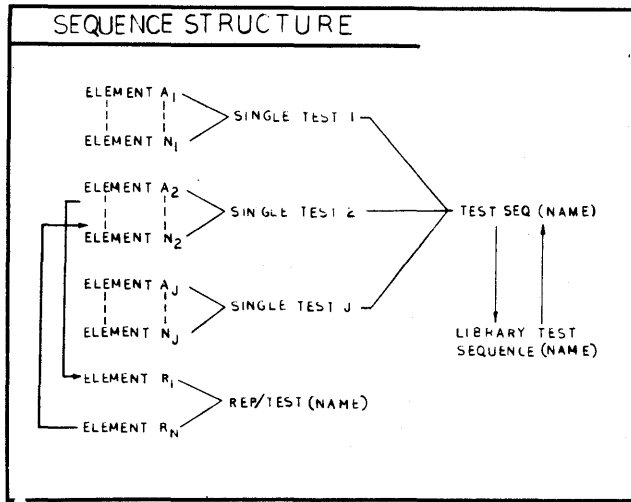 SEQUENCE STRUCTURE
ELEMENT A1
SINGLE TEST 1
ELEMENT N1
ELEMENT A2
SINGLE TEST 2
TEST SEQ (NAME)
ELEMENT N2
ELEMENT AJ
SINGLE TEST J
ELEMENT NJ
LIBRARY TEST
SEQUENCE (NAME)
ELEMENT R1
REP/TEST (NAME)
ELEMENT RN